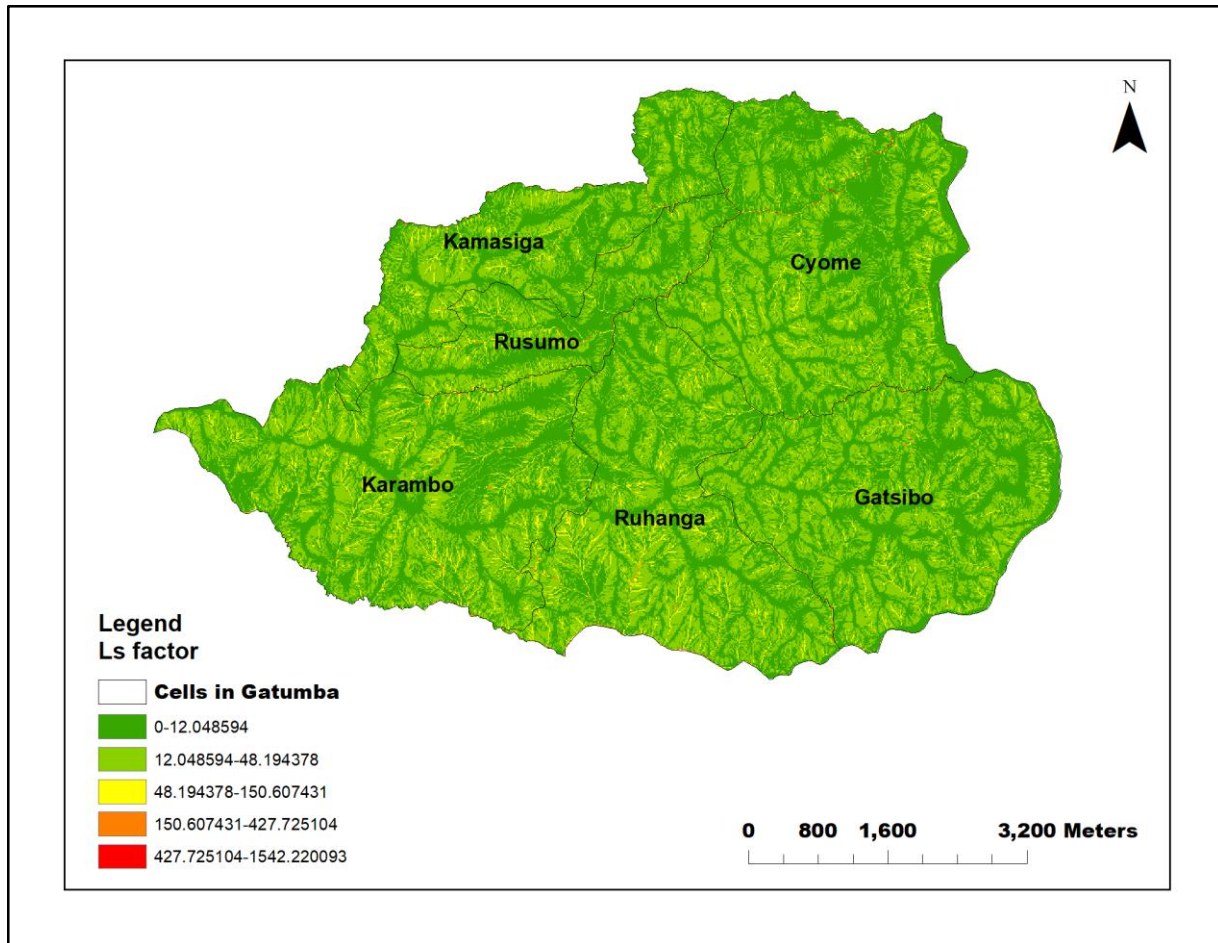 N
Kamasiga
Cyome
Rusumo
Karambo
Ruhanga
Gatsibo
Legend
Ls factor
Cells in Gatumba
0-12.048594
12.048594-48.194378
48.194378-150.607431
150.607431-427.725104
427.725104-1542.220093
0 800 1,600 3,200 Meters